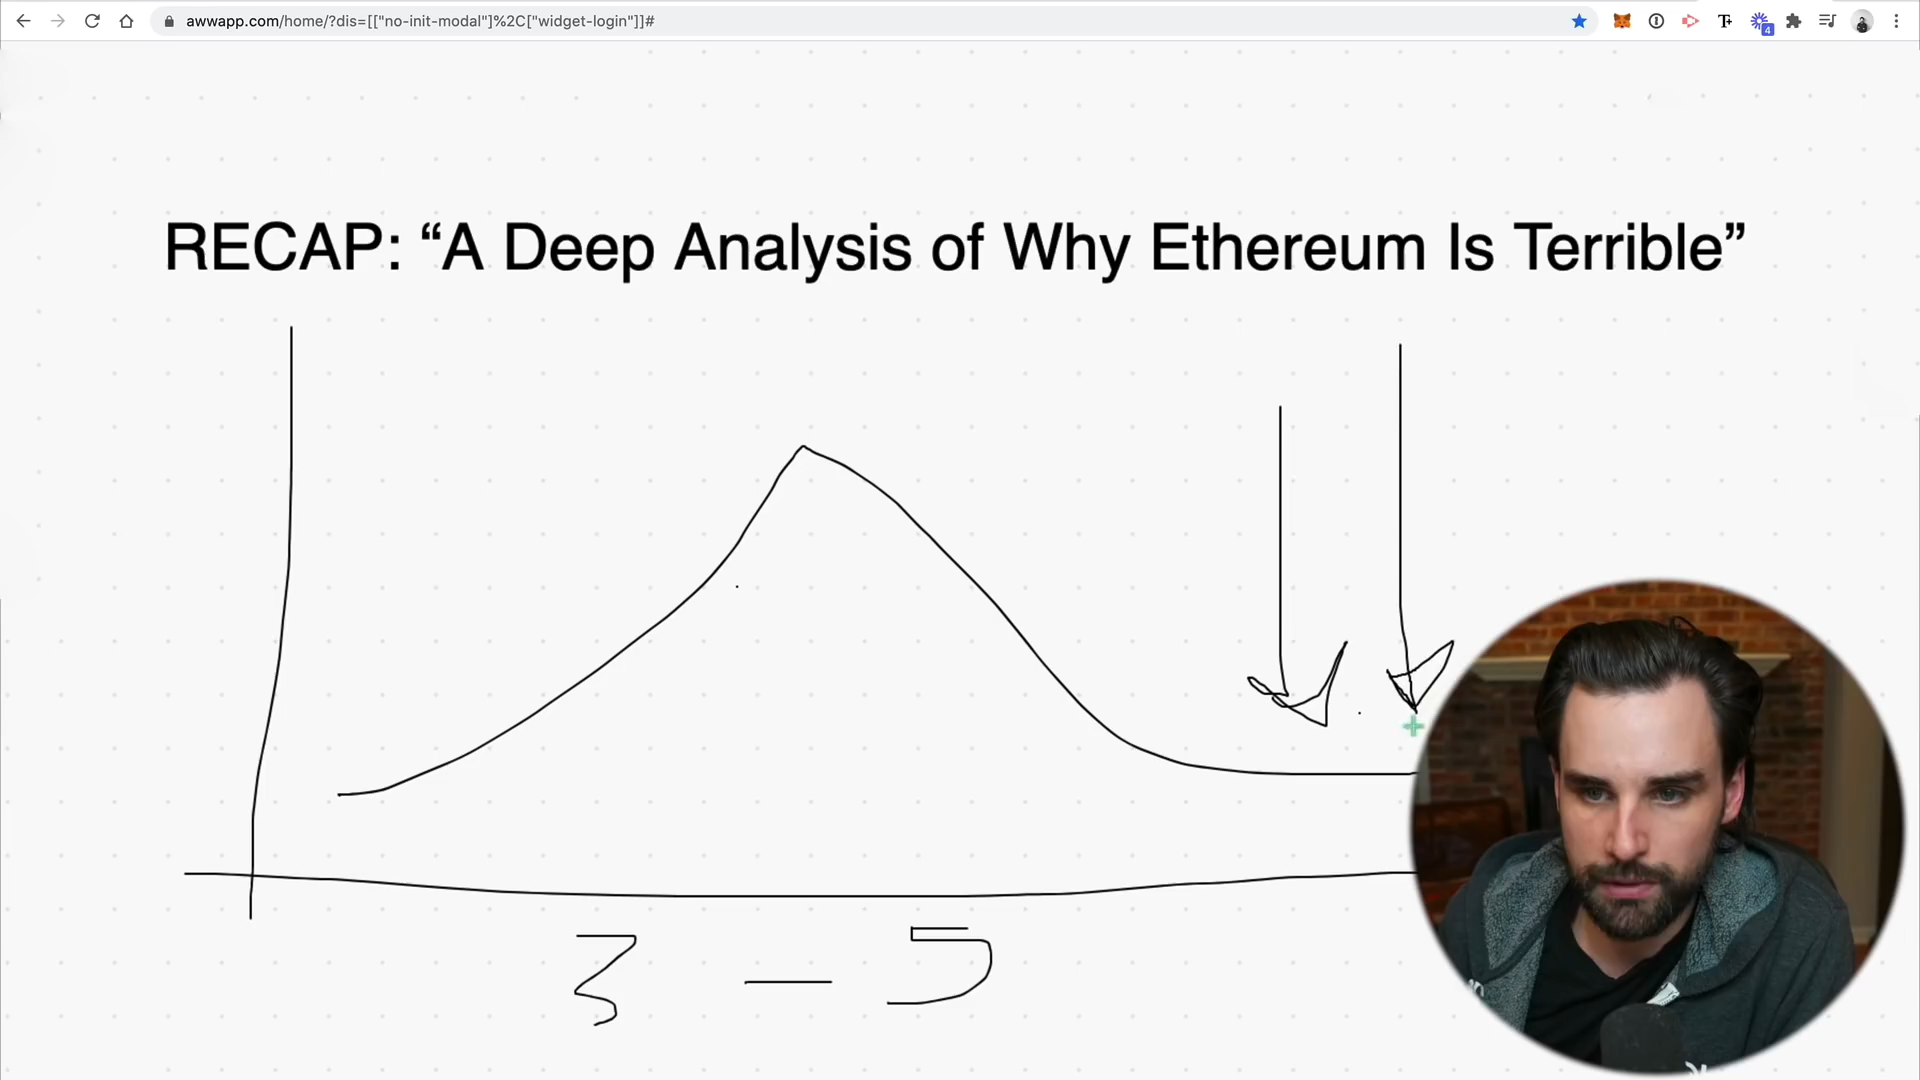 awwapp.com/home/?dis=[["no-init-modal"]%2C["widget-login"]]#
4
RECAP: “A Deep Analysis of Why Ethereum Is Terrible”
3 — 5